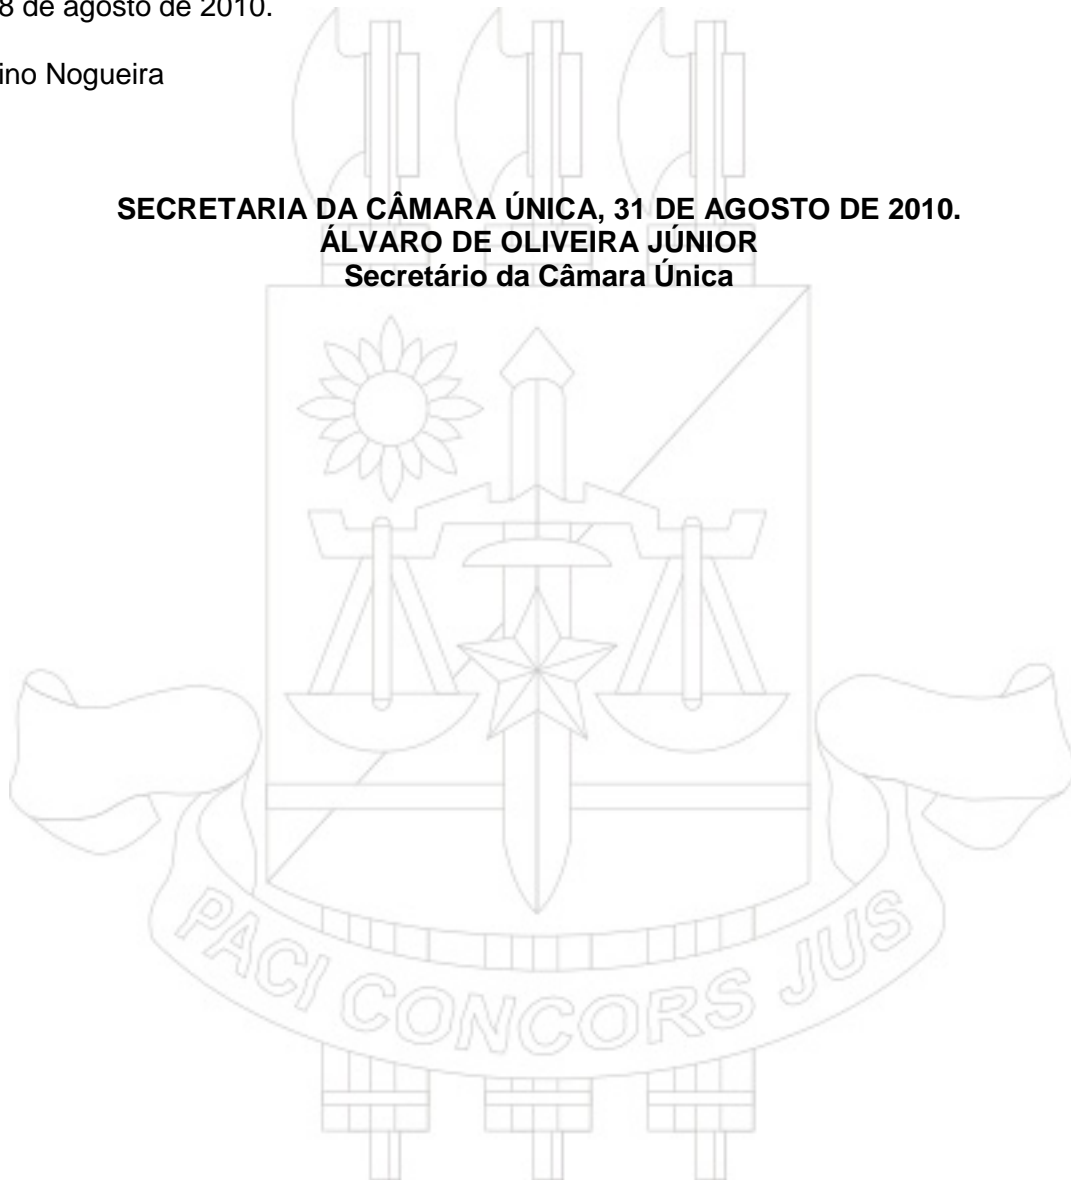 8 de agosto de 2010.
ino Nogueira
SECRETARIA DA CÂMARA ÚNICA, 31 DE AGOSTO DE 2010.
ÁLVARO DE OLIVEIRA JÚNIOR
Secretário da Câmara Única
PACI CONCORS JUS